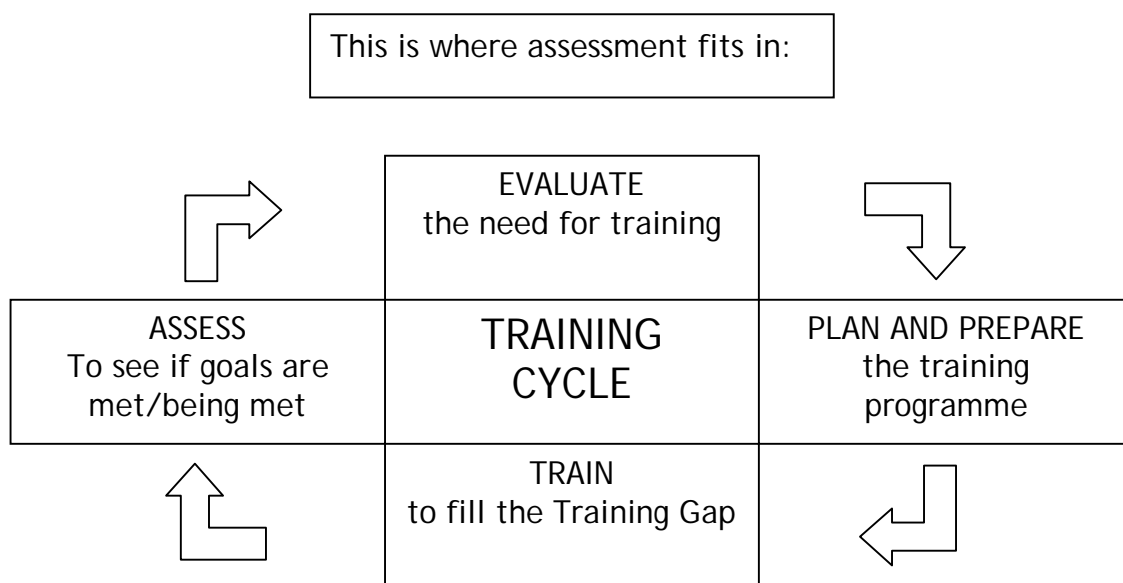 This is where assessment fits in:
EVALUATE
the need for training
ASSESS
To see if goals are
met/being met
TRAINING
CYCLE
PLAN AND PREPARE
the training
programme
TRAIN
to fill the Training Gap